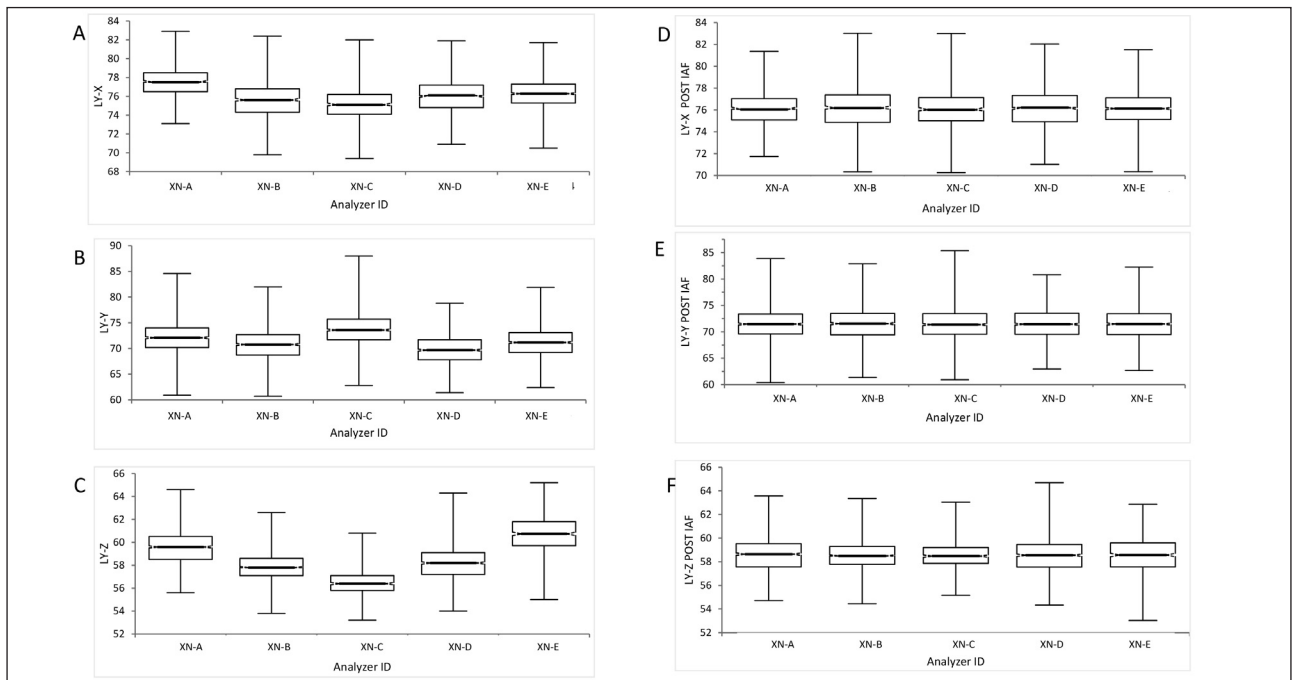 A
LY-X
84
82
80
78
76
74
72
70
68
XN-A XN-B XN-C XN-D XN-E
Analyzer ID
B
LY-Y
90
85
80
75
70
65
60
XN-A XN-B XN-C XN-D XN-E
Analyzer ID
C
LY-Z
66
64
62
60
58
56
54
52
XN-A XN-B XN-C XN-D XN-E
Analyzer ID
D
LY-X POST IAF
84
82
80
78
76
74
72
70
XN-A XN-B XN-C XN-D XN-E
Analyzer ID
E
LY-Y POST IAF
85
80
75
70
65
60
XN-A XN-B XN-C XN-D XN-E
Analyzer ID
F
LY-Z POST IAF
66
64
62
60
58
56
54
52
XN-A XN-B XN-C XN-D XN-E
Analyzer ID